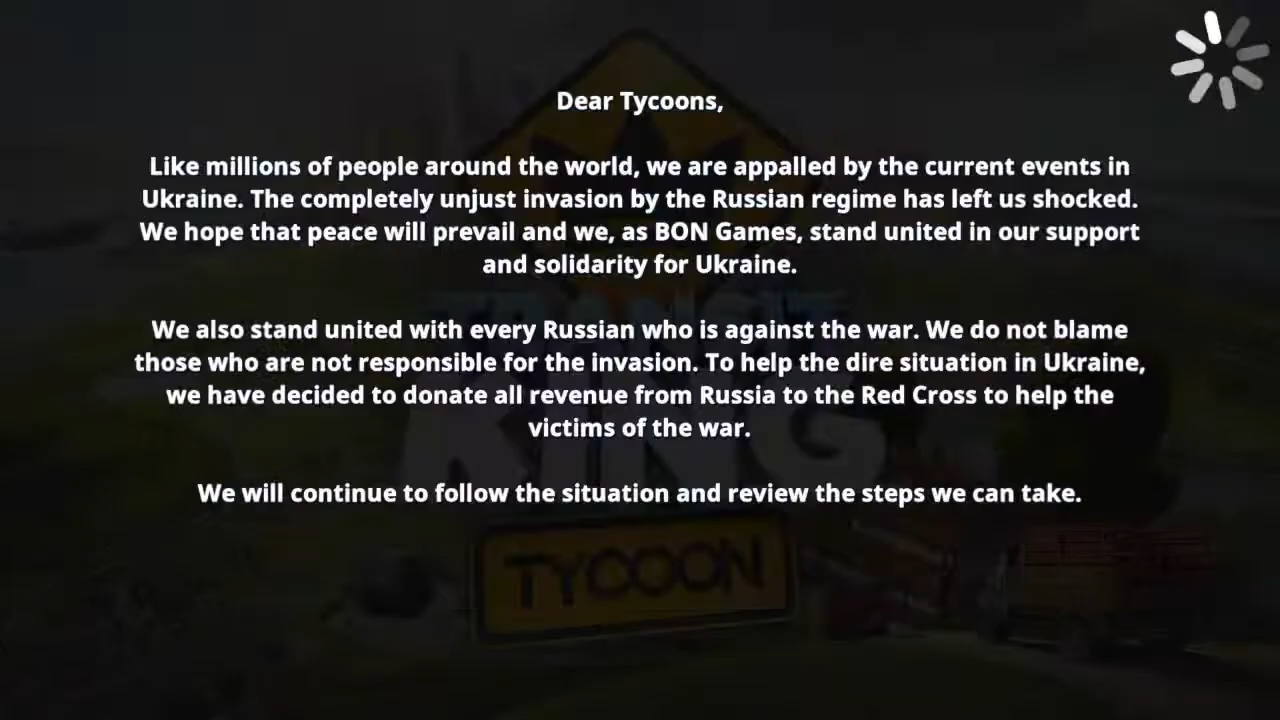 Dear Tycoons,
Like millions of people around the world, we are appalled by the current events in
Ukraine. The completely unjust invasion by the Russian regime has left us shocked.
We hope that peace will prevail and we, as BON Games, stand united in our support
and solidarity for Ukraine.
We also stand united with every Russian who is against the war. We do not blame
those who are not responsible for the invasion. To help the dire situation in Ukraine,
we have decided to donate all revenue from Russia to the Red Cross to help the
victims of the war.
We will continue to follow the situation and review the steps we can take.
TRANSIT
KING
TYCOON